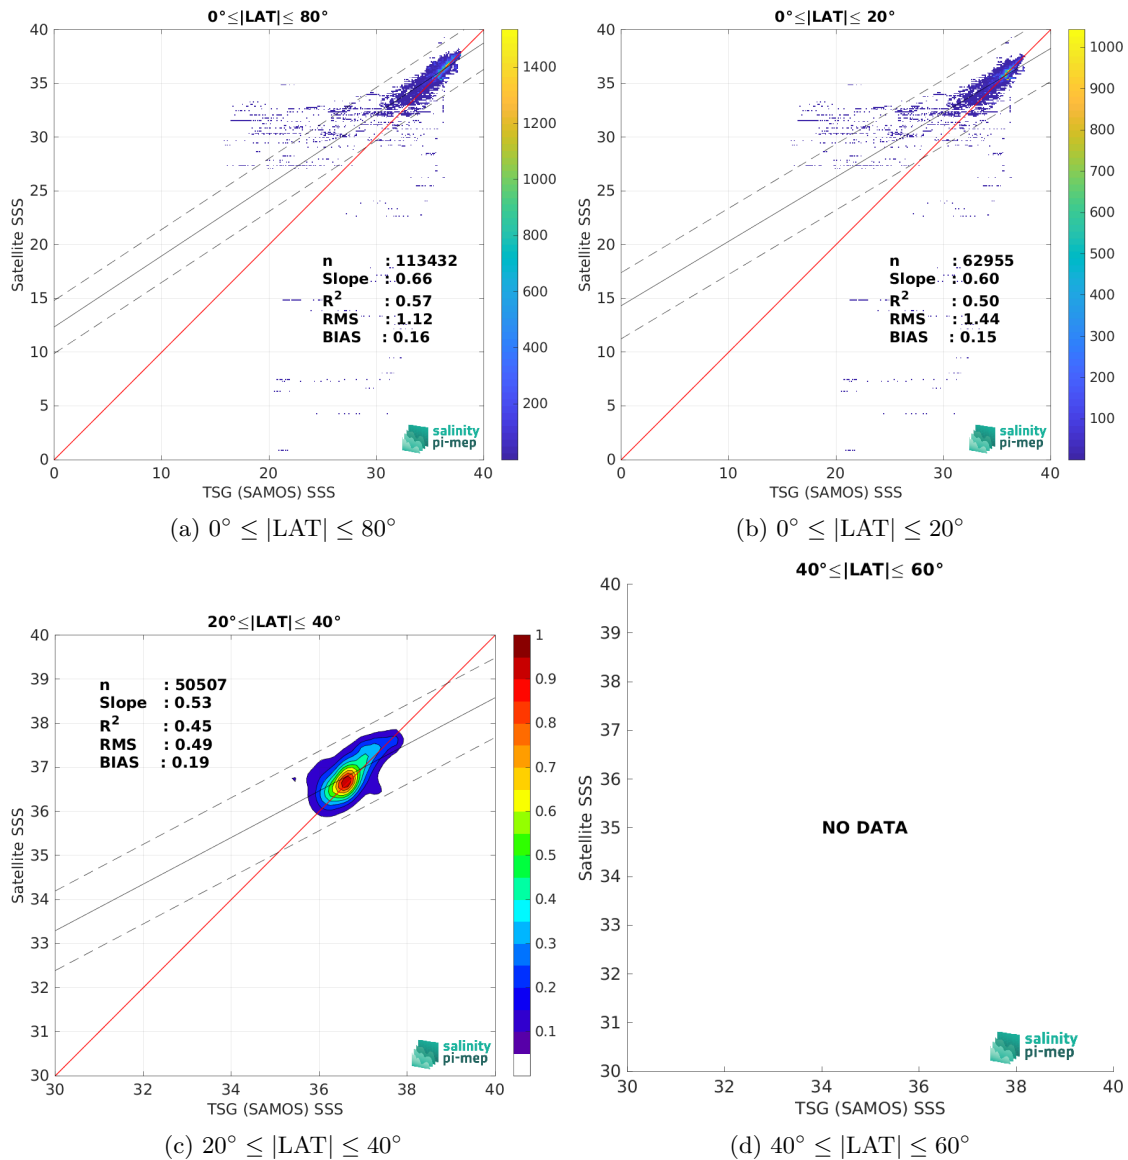 0°≤|LAT|≤ 80°
40
35
30
25
20
15
10
5
0
0
10
20
30
40
Satellite SSS
TSG (SAMOS) SSS
n : 113432
Slope : 0.66
R² : 0.57
RMS : 1.12
BIAS : 0.16
salinity
pi-mep
1400
1200
1000
800
600
400
200
(a) 0° ≤ |LAT| ≤ 80°
0°≤|LAT|≤ 20°
40
35
30
25
20
15
10
5
0
0
10
20
30
40
Satellite SSS
TSG (SAMOS) SSS
n : 62955
Slope : 0.60
R² : 0.50
RMS : 1.44
BIAS : 0.15
salinity
pi-mep
1000
900
800
700
600
500
400
300
200
100
(b) 0° ≤ |LAT| ≤ 20°
20°≤|LAT|≤ 40°
40
39
38
37
36
35
34
33
32
31
30
30
32
34
36
38
40
Satellite SSS
TSG (SAMOS) SSS
n : 50507
Slope : 0.53
R² : 0.45
RMS : 0.49
BIAS : 0.19
salinity
pi-mep
1
0.9
0.8
0.7
0.6
0.5
0.4
0.3
0.2
0.1
(c) 20° ≤ |LAT| ≤ 40°
40°≤|LAT|≤ 60°
40
39
38
37
36
35
34
33
32
31
30
30
32
34
36
38
40
Satellite SSS
TSG (SAMOS) SSS
NO DATA
salinity
pi-mep
(d) 40° ≤ |LAT| ≤ 60°